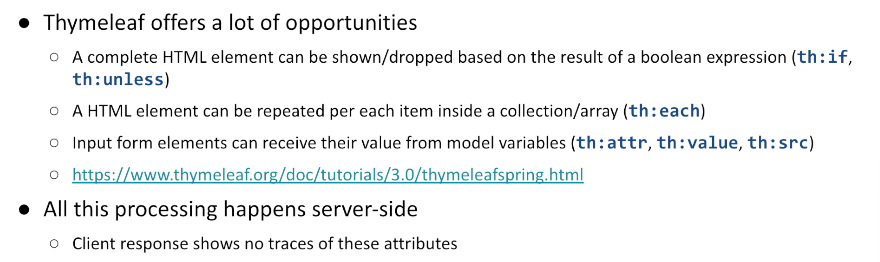 ● Thymeleaf offers a lot of opportunities
○ A complete HTML element can be shown/dropped based on the result of a boolean expression (th:if,
th:unless)
○ A HTML element can be repeated per each item inside a collection/array (th:each)
○ Input form elements can receive their value from model variables (th:attr, th:value, th:src)
○ https://www.thymeleaf.org/doc/tutorials/3.0/thymeleafspring.html
● All this processing happens server-side
○ Client response shows no traces of these attributes